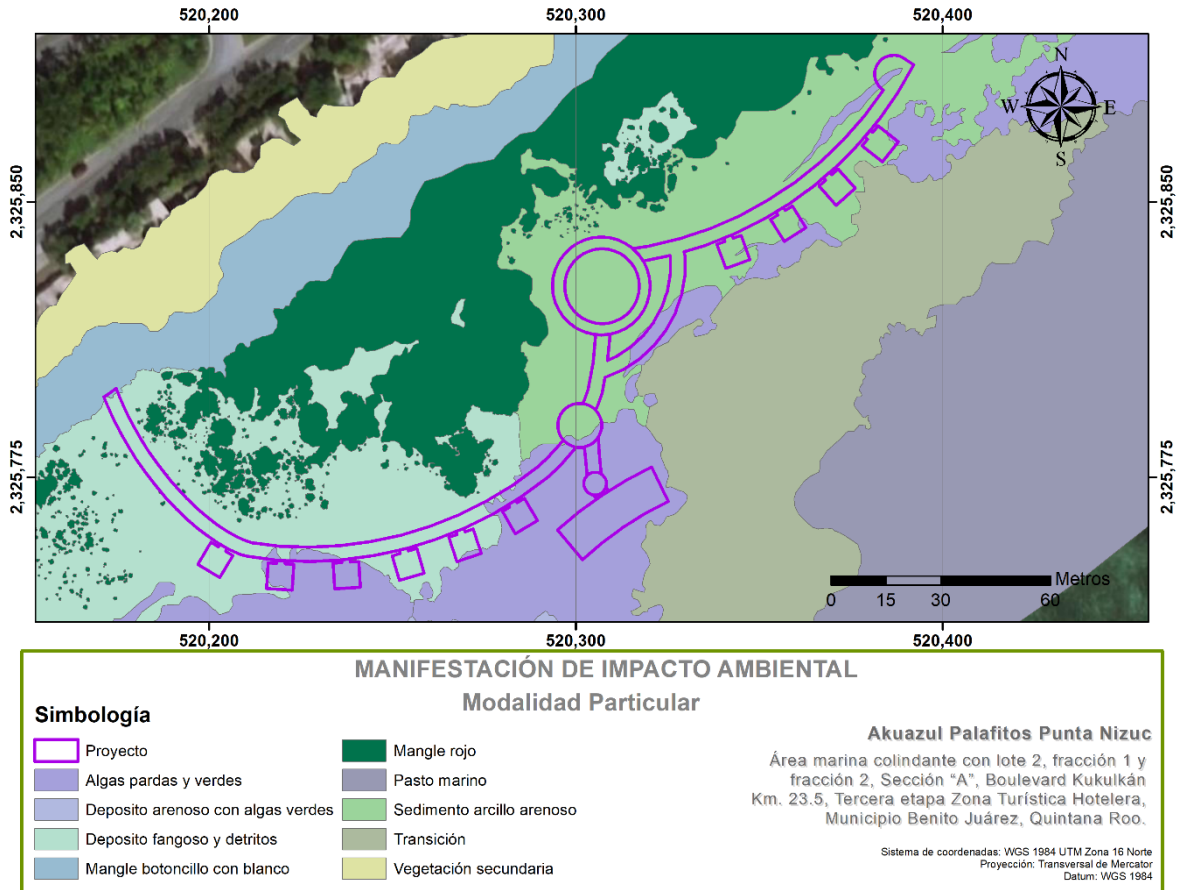 520,200 520,300 520,400
N
W E
S
2,325,850 2,325,850
2,325,775 2,325,775
Metros
0 15 30 60
520,200 520,300 520,400
MANIFESTACIÓN DE IMPACTO AMBIENTAL
Modalidad Particular
Simbología
Proyecto
Algas pardas y verdes
Deposito arenoso con algas verdes
Deposito fangoso y detritos
Mangle botoncillo con blanco
Mangle rojo
Pasto marino
Sedimento arcillo arenoso
Transición
Vegetación secundaria
Akuazul Palafitos Punta Nizuc
Área marina colindante con lote 2, fracción 1 y
fracción 2, Sección “A”, Boulevard Kukulkán
Km. 23.5, Tercera etapa Zona Turística Hotelera,
Municipio Benito Juárez, Quintana Roo.
Sistema de coordenadas: WGS 1984 UTM Zona 16 Norte
Proyección: Transversal de Mercator
Datum: WGS 1984